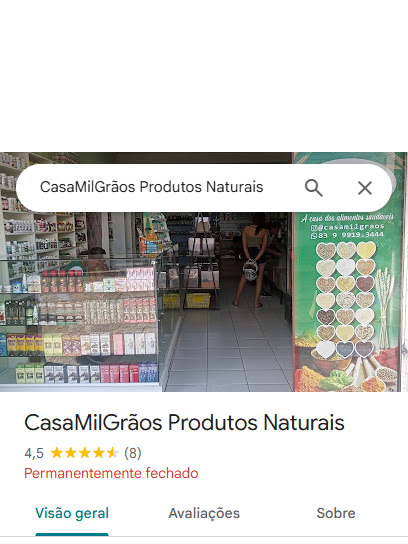 CasaMilGrãos Produtos Naturais
A casa dos alimentos saudáveis
@casamilgraos
83 9 9919.3444
CasaMilGrãos Produtos Naturais
4,5 (8)
Permanentemente fechado
Visão geral
Avaliações
Sobre